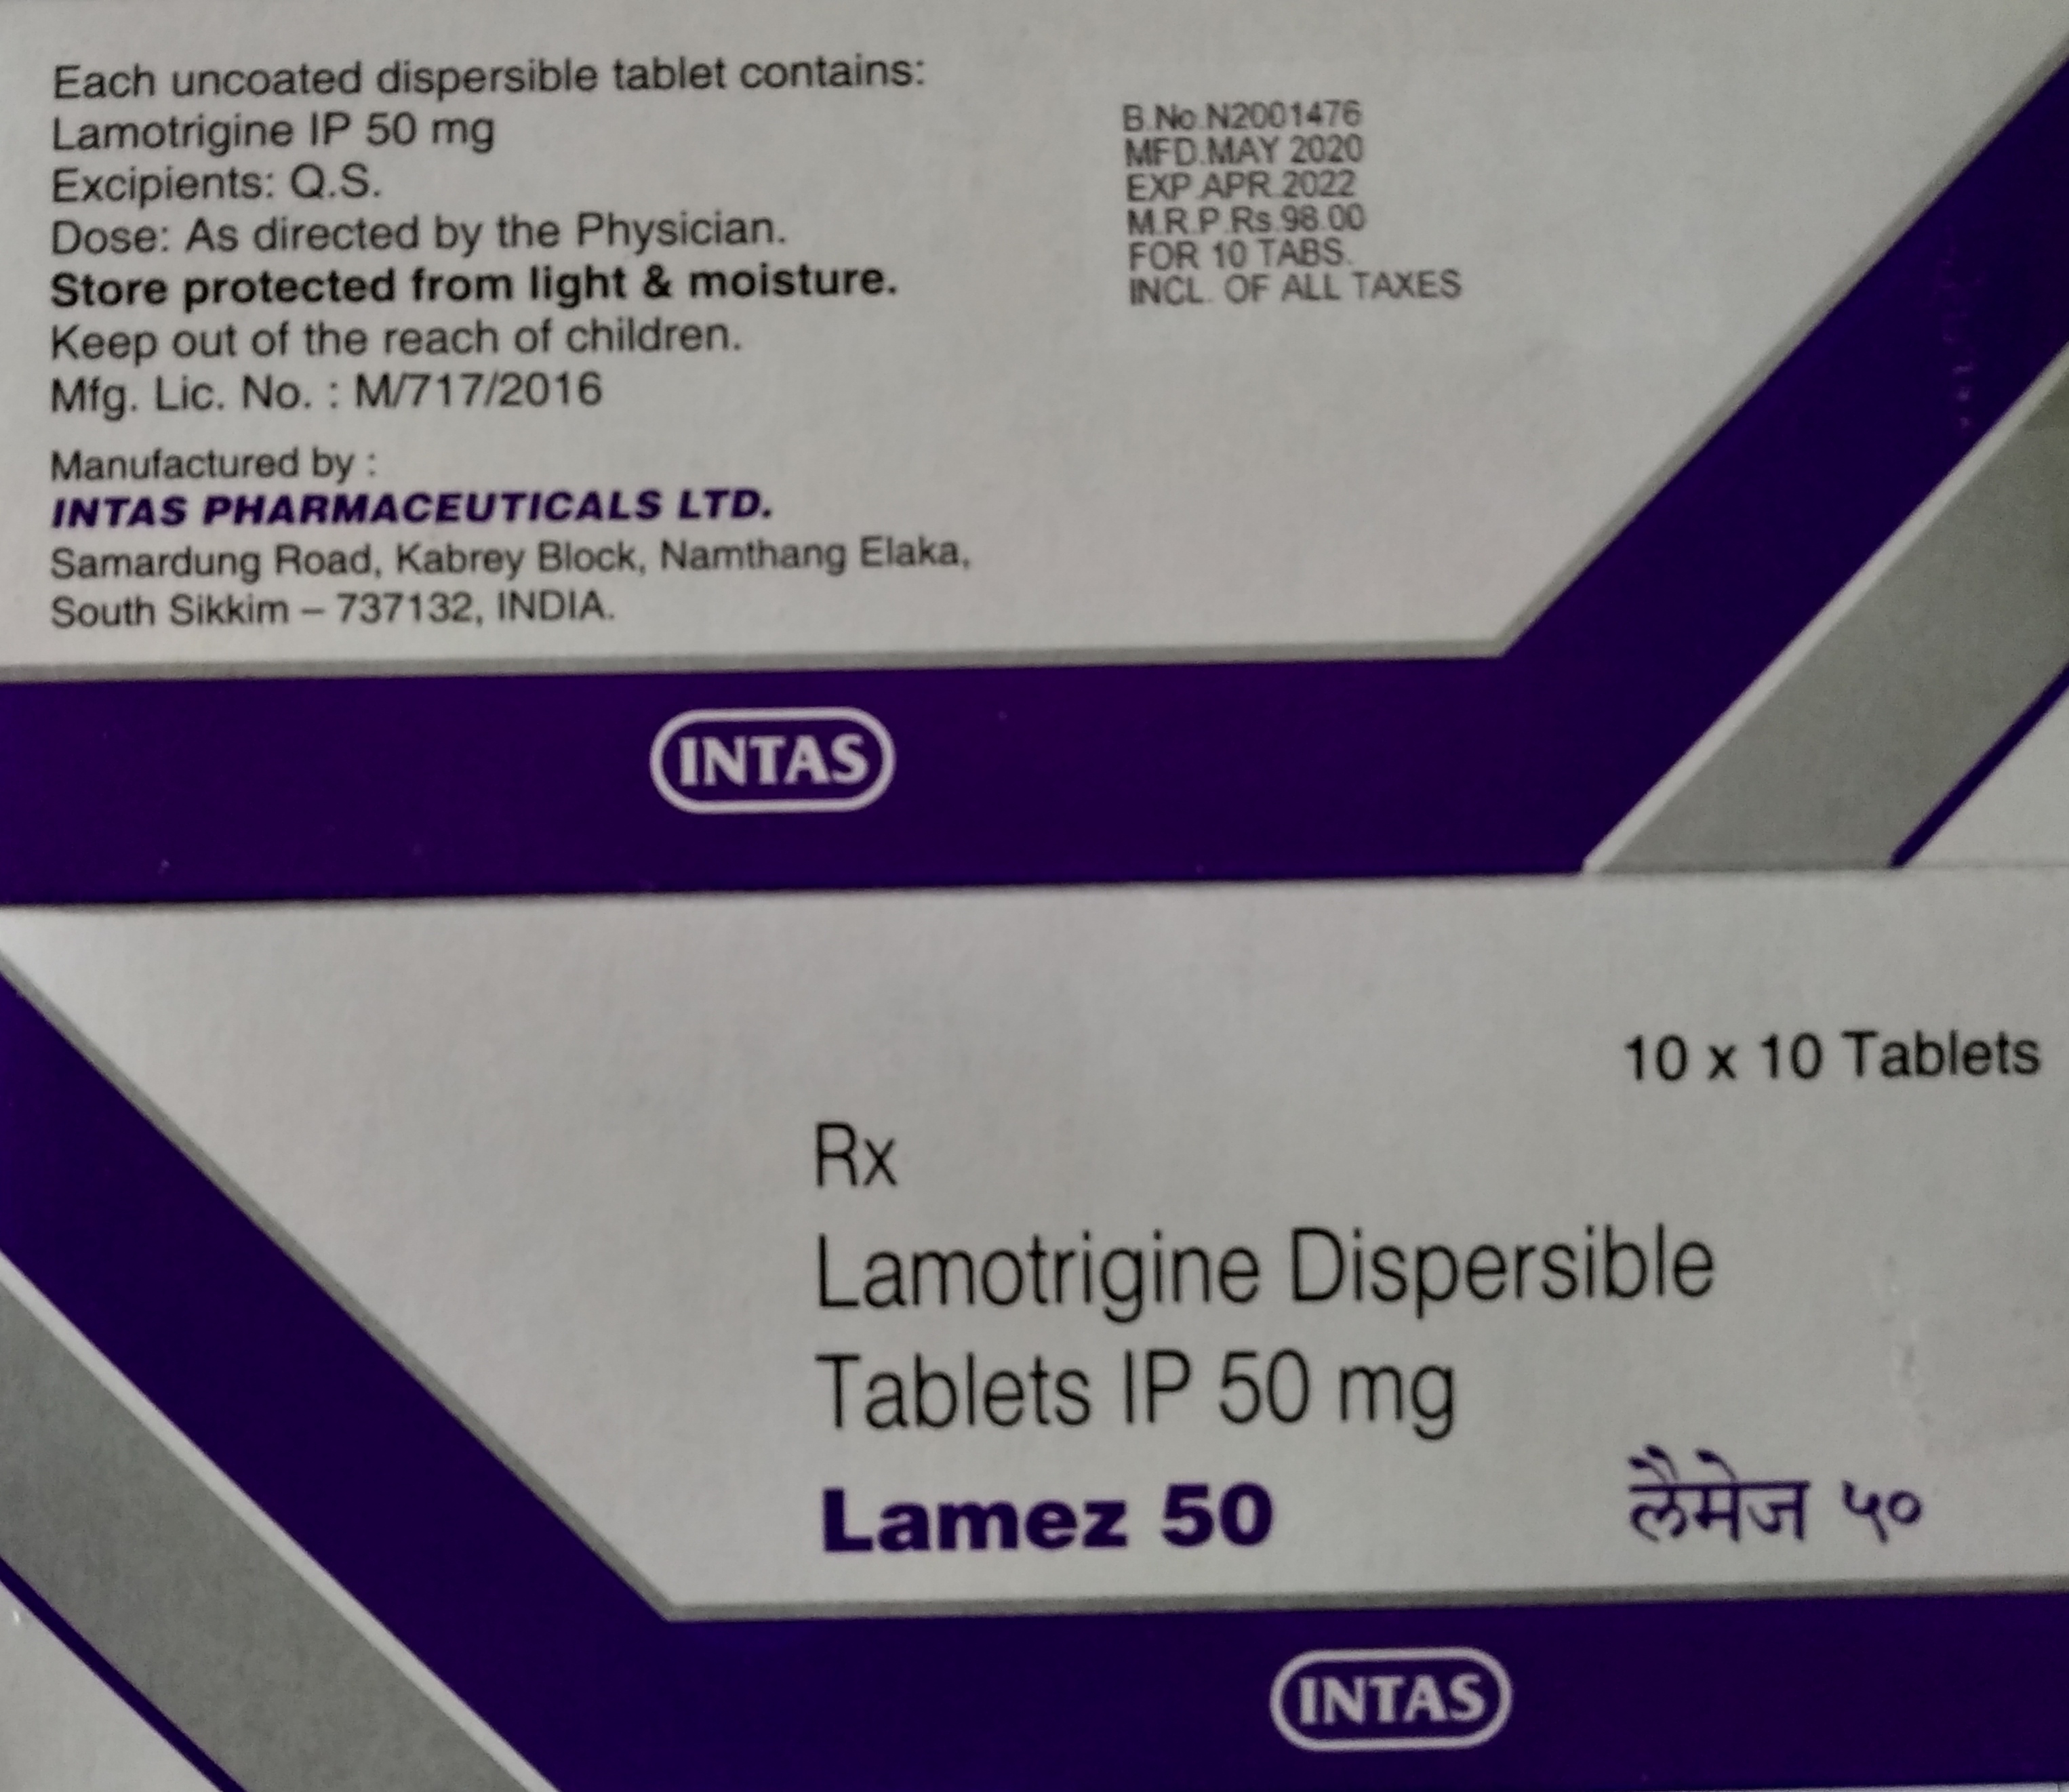 Each uncoated dispersible tablet contains:
Lamotrigine IP 50 mg
Excipients: Q.S.
Dose: As directed by the Physician.
Store protected from light & moisture.
Keep out of the reach of children.
Mfg. Lic. No. : M/717/2016
Manufactured by :
INTAS PHARMACEUTICALS LTD.
Samardung Road, Kabrey Block, Namthang Elaka,
South Sikkim – 737132, INDIA.
B.No.N2001476
MFD.MAY 2020
EXP.APR.2022
M.R.P.Rs.98.00
FOR 10 TABS.
INCL. OF ALL TAXES
INTAS
10 x 10 Tablets
Rx
Lamotrigine Dispersible
Tablets IP 50 mg
Lamez 50
लैमेज ५०
INTAS